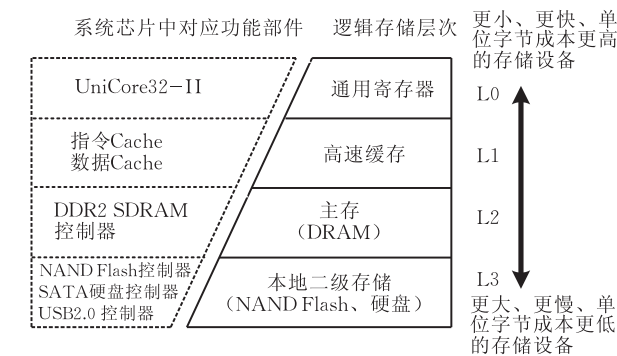 系统芯片中对应功能部件
逻辑存储层次
更小、更快、单
位字节成本更高
的存储设备
UniCore32-II
通用寄存器
L0
指令Cache
数据Cache
高速缓存
L1
DDR2 SDRAM
控制器
主存
(DRAM)
L2
NAND Flash控制器
SATA硬盘控制器
USB2.0 控制器
本地二级存储
(NAND Flash、硬盘)
L3
更大、更慢、单
位字节成本更低
的存储设备